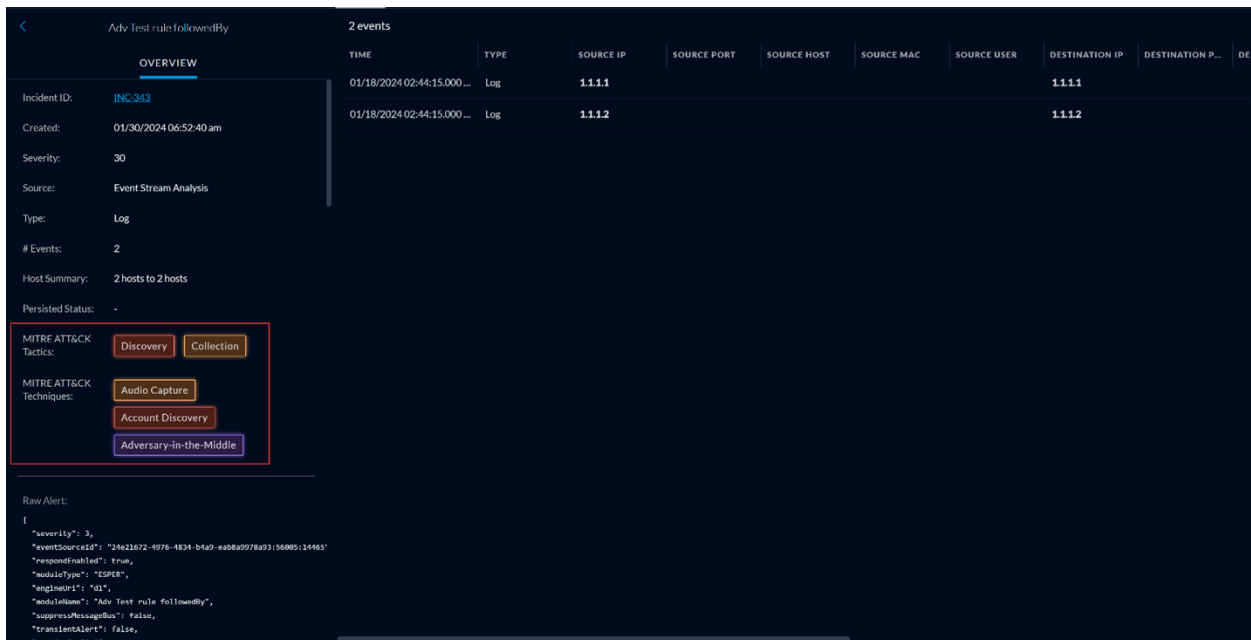 Adv Test rule followedBy
OVERVIEW
Incident ID: INC-343
Created: 01/30/2024 06:52:40 am
Severity: 30
Source: Event Stream Analysis
Type: Log
# Events: 2
Host Summary: 2 hosts to 2 hosts
Persisted Status: -
MITRE ATT&CK Tactics: Discovery Collection
MITRE ATT&CK Techniques: Audio Capture
Account Discovery
Adversary-in-the-Middle
Raw Alert:
{
"severity": 3,
"eventSourceId": "24e21672-4976-4834-b4a9-eab8a9978a93:56005:14465"
"respondEnabled": true,
"moduleType": "ESPER",
"engineUri": "d1",
"moduleName": "Adv Test rule followedBy",
"suppressMessageBus": false,
"transientAlert": false,
2 events
TIME TYPE SOURCE IP SOURCE PORT SOURCE HOST SOURCE MAC SOURCE USER DESTINATION IP DESTINATION P... DE
01/18/2024 02:44:15.000 ... Log 1.1.1.1 1.1.1.1
01/18/2024 02:44:15.000 ... Log 1.1.1.2 1.1.1.2